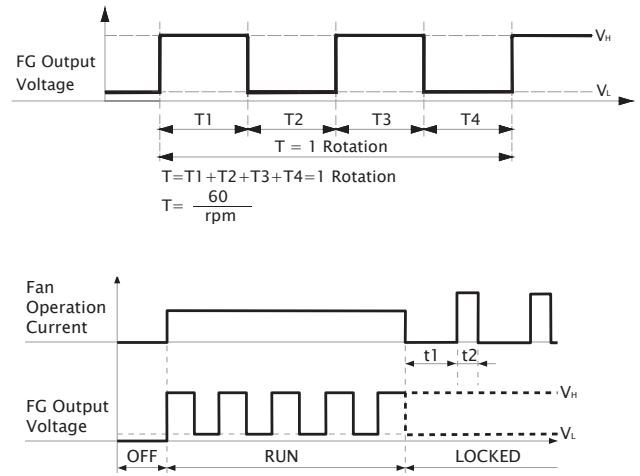 FG Output
Voltage
VH
VL
T1 T2 T3 T4
T = 1 Rotation
T=T1+T2+T3+T4=1 Rotation
T= 60
rpm
Fan
Operation
Current
t1 t2
FG Output
Voltage
VH
VL
OFF RUN LOCKED